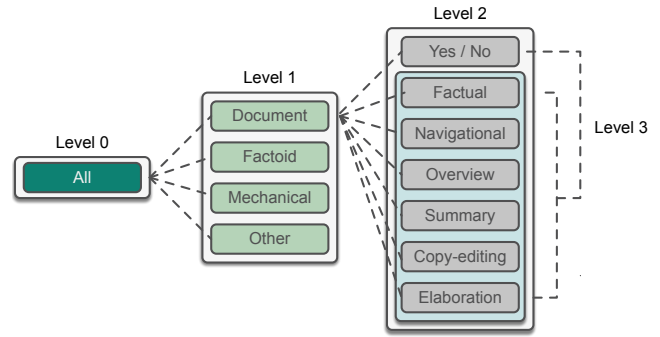 Level 0
All
Level 1
Document
Factoid
Mechanical
Other
Level 2
Yes / No
Factual
Navigational
Overview
Summary
Copy-editing
Elaboration
Level 3